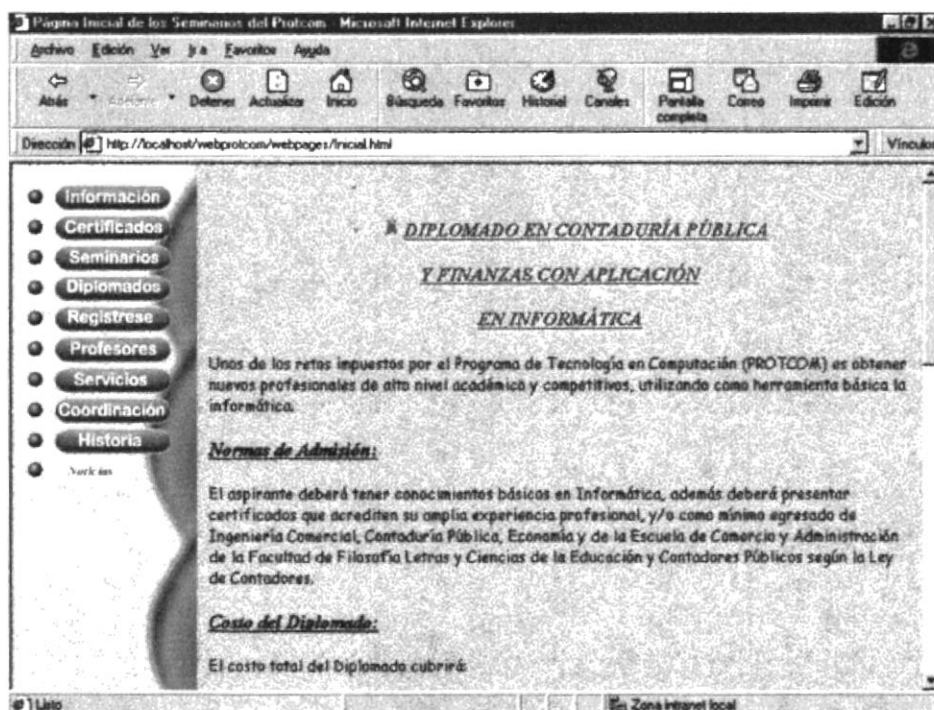 Página Inicial de los Seminarios del Protcom - Microsoft Internet Explorer
Archivo Edición Ver Ir a Favoritos Ayuda
Atrás Adelante Detener Actualizar Inicio Búsqueda Favoritos Historial Canales Pantalla completa Correo Imprimir Edición
Dirección http://localhost/webprotcom/webpages/Inicial.html Vínculos
Información
Certificados
Seminarios
Diplomados
Regístrese
Profesores
Servicios
Coordinación
Historia
Noticias
DIPLOMADO EN CONTADURÍA PÚBLICA
Y FINANZAS CON APLICACIÓN
EN INFORMÁTICA
Unos de los retos impuestos por el Programa de Tecnología en Computación (PROTCOM) es obtener
nuevos profesionales de alto nivel académico y competitivos, utilizando como herramienta básica la
informática.
Normas de Admisión:
El aspirante deberá tener conocimientos básicos en Informática, además deberá presentar
certificados que acrediten su amplia experiencia profesional, y/o como mínimo egresado de
Ingeniería Comercial, Contaduría Pública, Economía y de la Escuela de Comercio y Administración
de la Facultad de Filosofía Letras y Ciencias de la Educación y Contadores Públicos según la Ley
de Contadores.
Costo del Diplomado:
El costo total del Diplomado cubrirá:
Listo Zona intranet local